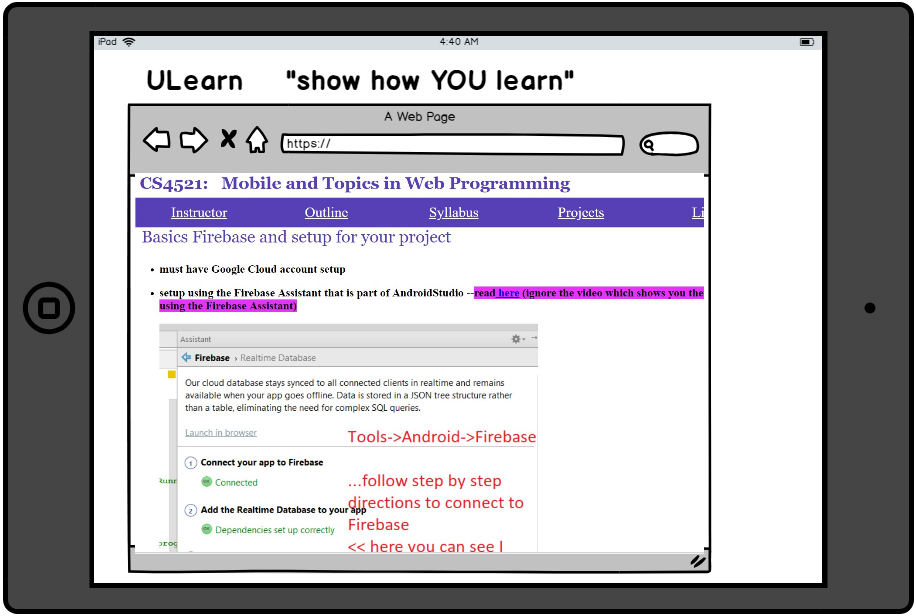 iPad
4:40 AM
ULearn "show how YOU learn"
A Web Page
https://
CS4521: Mobile and Topics in Web Programming
Instructor Outline Syllabus Projects Li
Basics Firebase and setup for your project
• must have Google Cloud account setup
• setup using the Firebase Assistant that is part of AndroidStudio --read here (ignore the video which shows you the
using the Firebase Assistant)
Assistant
Firebase › Realtime Database
Our cloud database stays synced to all connected clients in realtime and remains
available when your app goes offline. Data is stored in a JSON tree structure rather
than a table, eliminating the need for complex SQL queries.
Launch in browser
Tools->Android->Firebase
1 Connect your app to Firebase
Runr
Connected
...follow step by step
directions to connect to
Firebase
<< here you can see I
2 Add the Realtime Database to your app
Dependencies set up correctly
prog